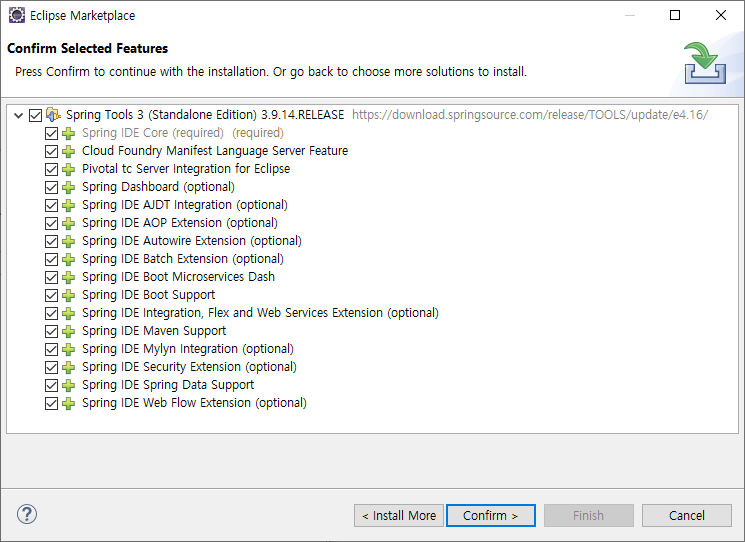 Eclipse Marketplace
Confirm Selected Features
Press Confirm to continue with the installation. Or go back to choose more solutions to install.
Spring Tools 3 (Standalone Edition) 3.9.14.RELEASE https://download.springsource.com/release/TOOLS/update/e4.16/
Spring IDE Core (required) (required)
Cloud Foundry Manifest Language Server Feature
Pivotal tc Server Integration for Eclipse
Spring Dashboard (optional)
Spring IDE AJDT Integration (optional)
Spring IDE AOP Extension (optional)
Spring IDE Autowire Extension (optional)
Spring IDE Batch Extension (optional)
Spring IDE Boot Microservices Dash
Spring IDE Boot Support
Spring IDE Integration, Flex and Web Services Extension (optional)
Spring IDE Maven Support
Spring IDE Mylyn Integration (optional)
Spring IDE Security Extension (optional)
Spring IDE Spring Data Support
Spring IDE Web Flow Extension (optional)
? < Install More Confirm > Finish Cancel